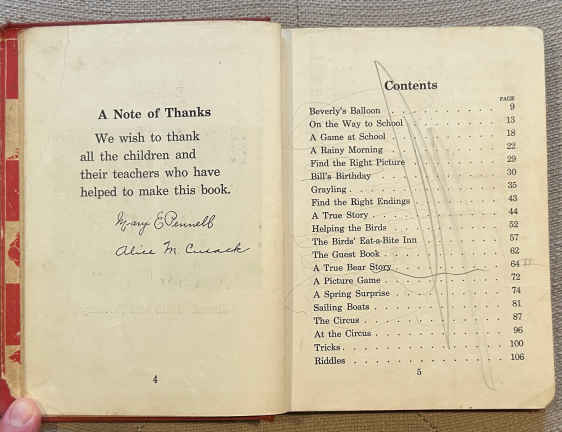 A Note of Thanks
We wish to thank
all the children and
their teachers who have
helped to make this book.
Mary E Pennell
Alice M. Cusack
4
Contents
PAGE
Beverly's Balloon . . . . . . . . . . 9
On the Way to School . . . . . . . . . . 13
A Game at School . . . . . . . . . . 18
A Rainy Morning . . . . . . . . . . 22
Find the Right Picture . . . . . . . . . . 29
Bill's Birthday . . . . . . . . . . 30
Grayling . . . . . . . . . . 35
Find the Right Endings . . . . . . . . . . 43
A True Story . . . . . . . . . . 44
Helping the Birds . . . . . . . . . . 52
The Birds' Eat-a-Bite Inn . . . . . . . . . . 57
The Guest Book . . . . . . . . . . 62
A True Bear Story . . . . . . . . . . 64
A Picture Game . . . . . . . . . . 72
A Spring Surprise . . . . . . . . . . 74
Sailing Boats . . . . . . . . . . 81
The Circus . . . . . . . . . . 87
At the Circus . . . . . . . . . . 96
Tricks . . . . . . . . . . 100
Riddles . . . . . . . . . . 106
5